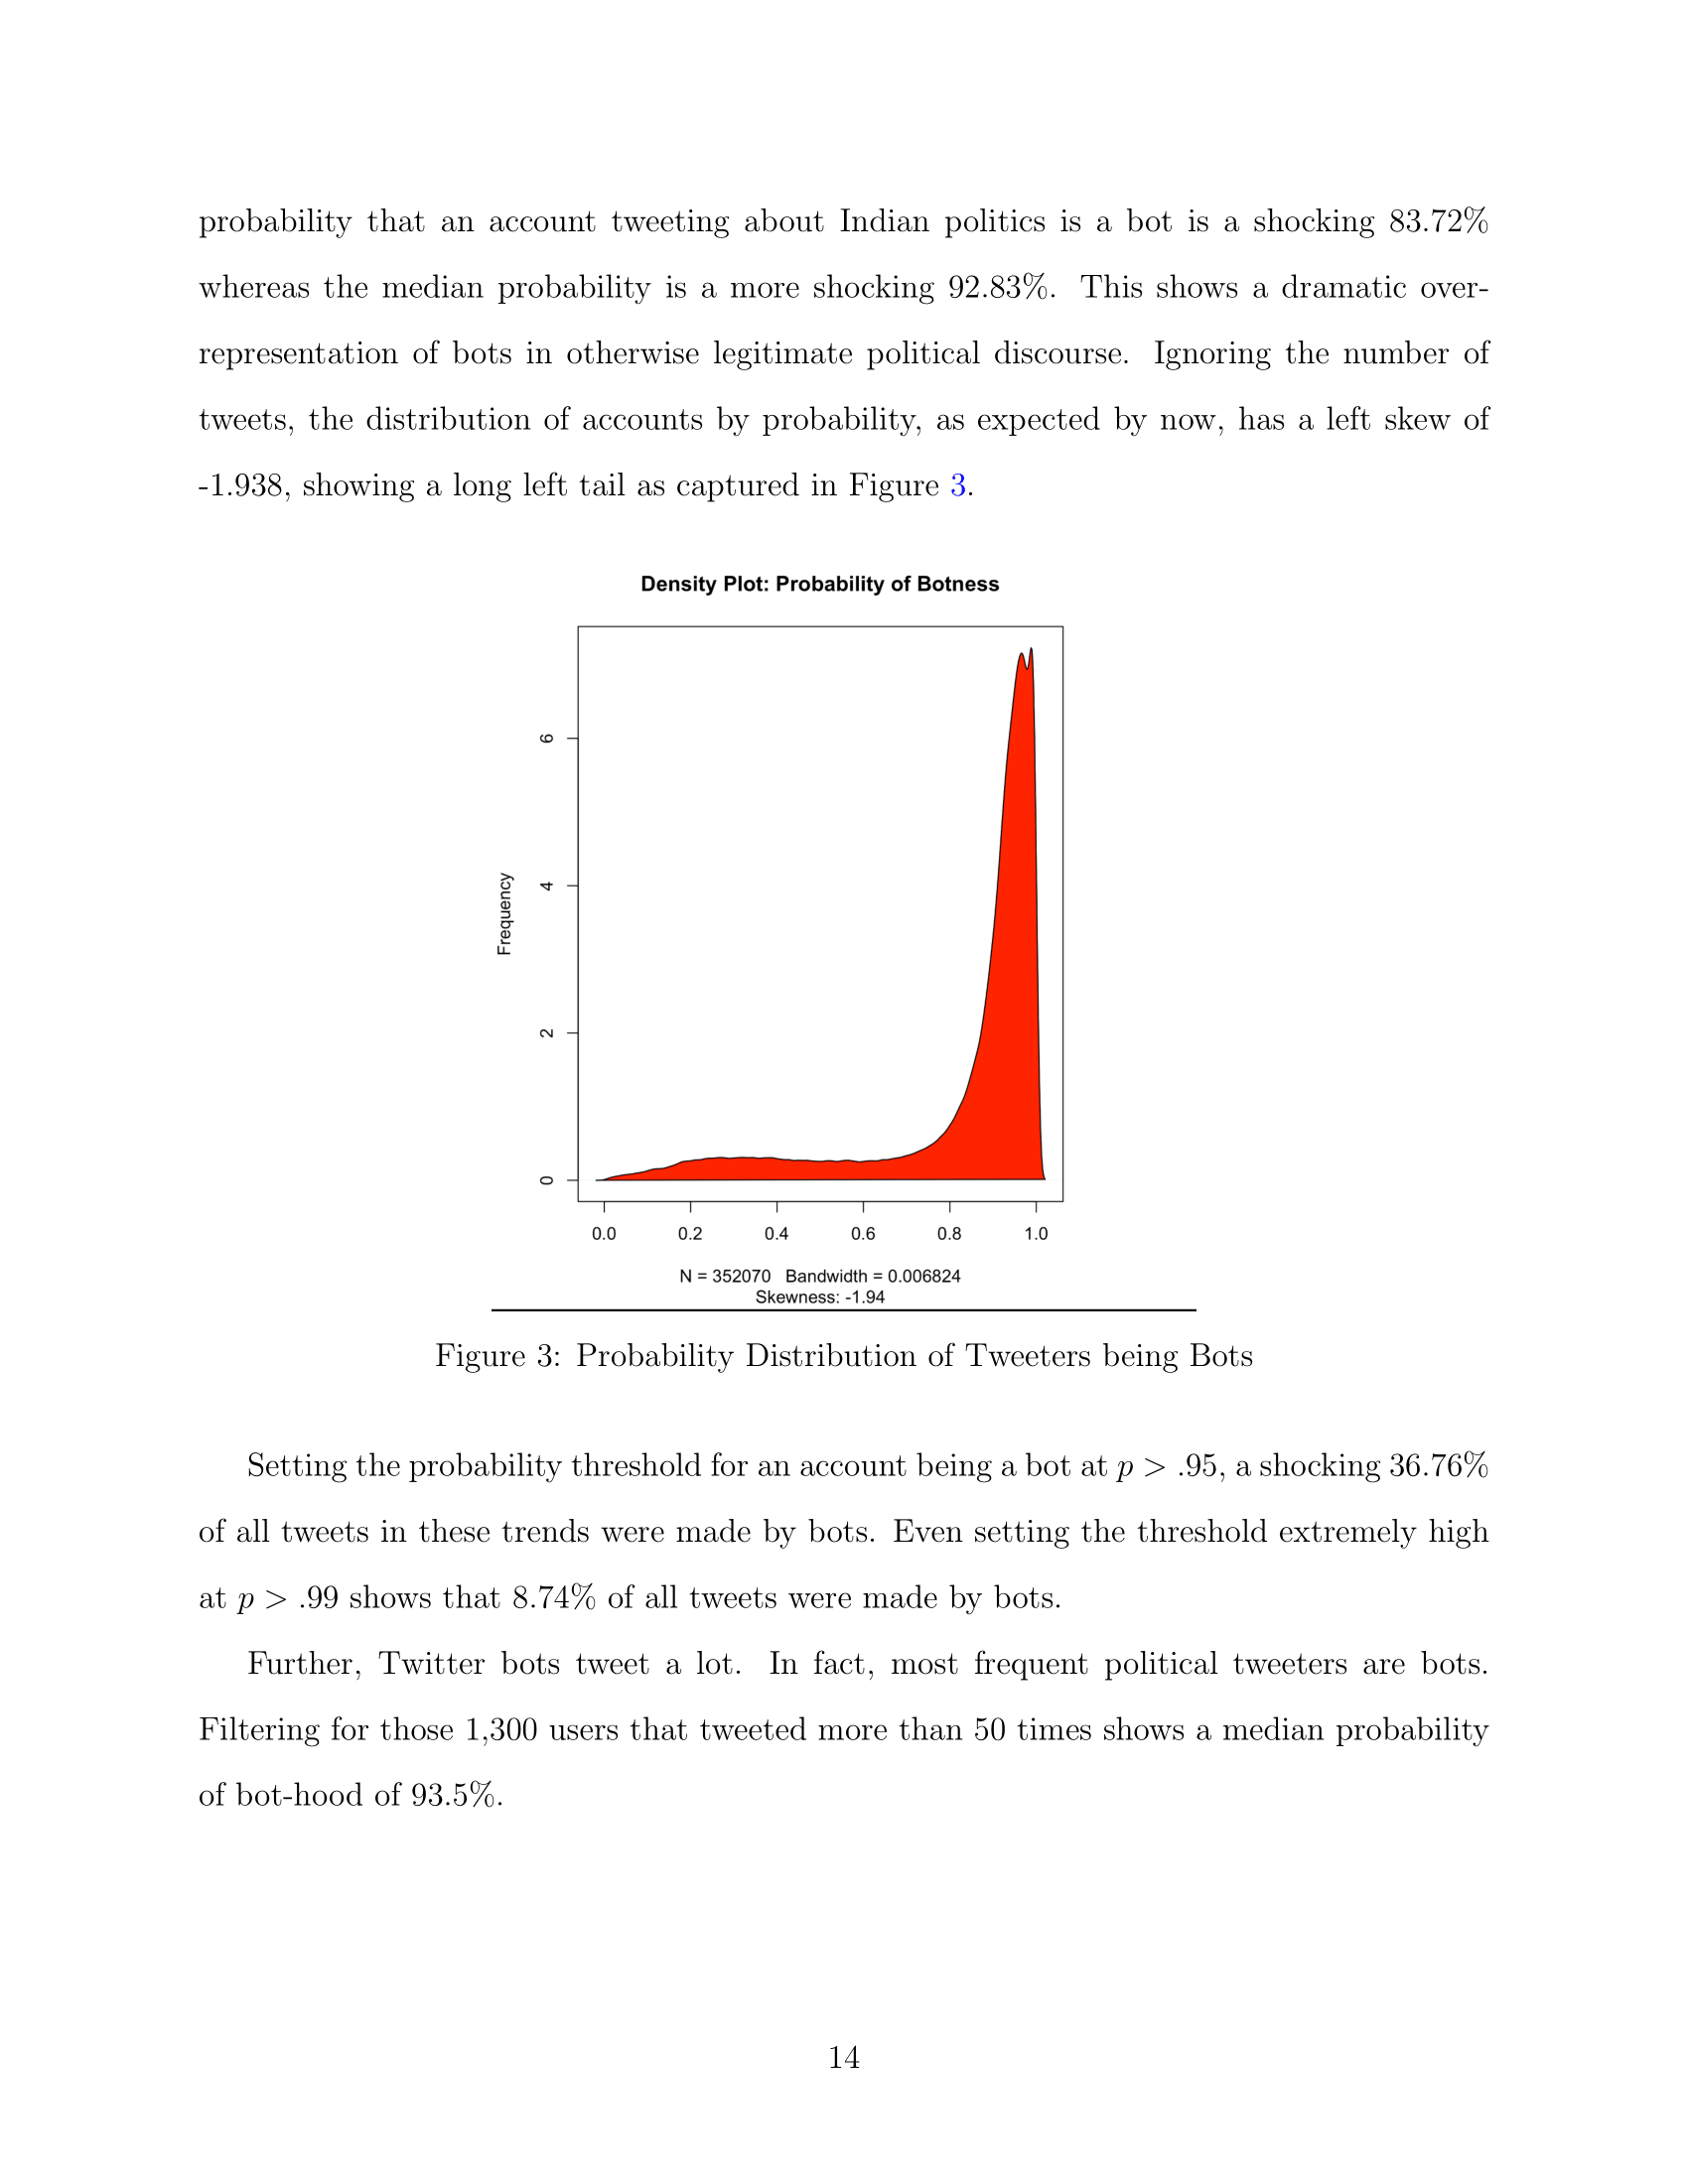 probability that an account tweeting about Indian politics is a bot is a shocking 83.72%
whereas the median probability is a more shocking 92.83%. This shows a dramatic over-
representation of bots in otherwise legitimate political discourse. Ignoring the number of
tweets, the distribution of accounts by probability, as expected by now, has a left skew of
-1.938, showing a long left tail as captured in Figure 3.
Density Plot: Probability of Botness
Frequency
6
4
2
0
0.0 0.2 0.4 0.6 0.8 1.0
N = 352070 Bandwidth = 0.006824
Skewness: -1.94
Figure 3: Probability Distribution of Tweeters being Bots
Setting the probability threshold for an account being a bot at p > .95, a shocking 36.76%
of all tweets in these trends were made by bots. Even setting the threshold extremely high
at p > .99 shows that 8.74% of all tweets were made by bots.
Further, Twitter bots tweet a lot. In fact, most frequent political tweeters are bots.
Filtering for those 1,300 users that tweeted more than 50 times shows a median probability
of bot-hood of 93.5%.
14